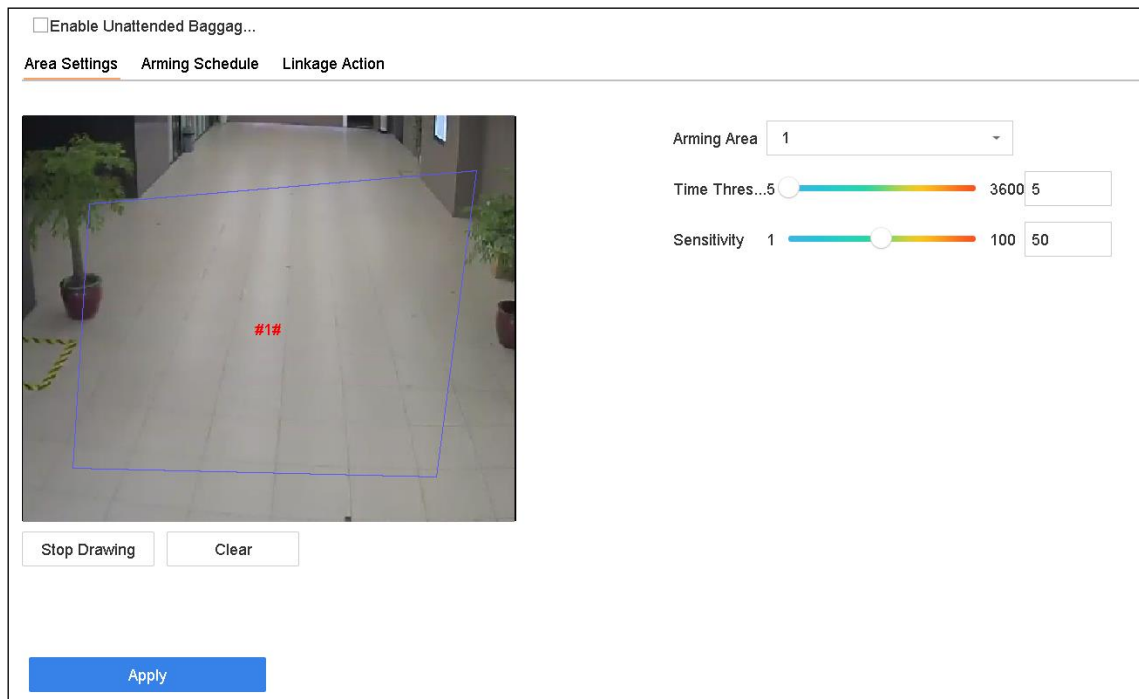 Enable Unattended Baggag...
Area Settings Arming Schedule Linkage Action
Arming Area 1
Time Thres...5 3600 5
Sensitivity 1 100 50
#1#
Stop Drawing Clear
Apply